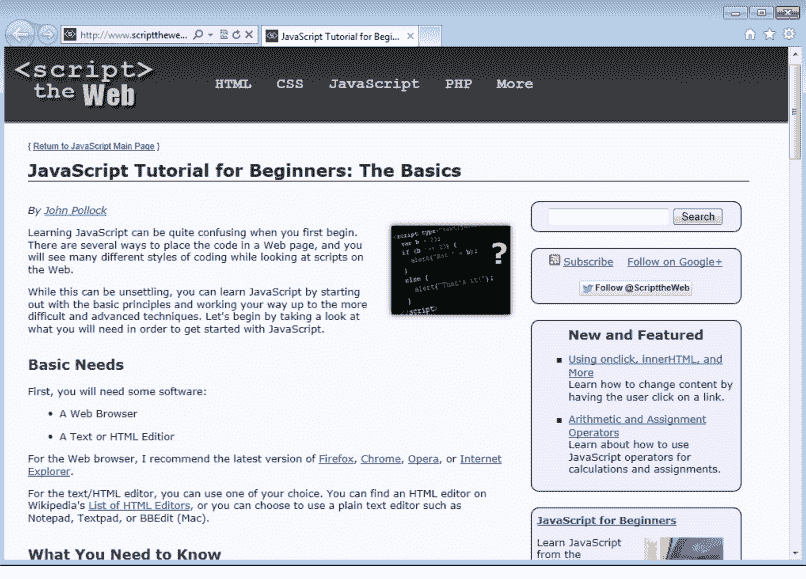 http://www.scriptthewe...
JavaScript Tutorial for Begi...
<script>
the Web
HTML CSS JavaScript PHP More
{ Return to JavaScript Main Page }
JavaScript Tutorial for Beginners: The Basics
By John Pollock
Learning JavaScript can be quite confusing when you first begin.
There are several ways to place the code in a Web page, and you
will see many different styles of coding while looking at scripts on
the Web.
While this can be unsettling, you can learn JavaScript by starting
out with the basic principles and working your way up to the more
difficult and advanced techniques. Let's begin by taking a look at
what you will need in order to get started with JavaScript.
Basic Needs
First, you will need some software:
• A Web Browser
• A Text or HTML Editior
For the Web browser, I recommend the latest version of Firefox, Chrome, Opera, or Internet
Explorer.
For the text/HTML editor, you can use one of your choice. You can find an HTML editor on
Wikipedia's List of HTML Editors, or you can choose to use a plain text editor such as
Notepad, Textpad, or BBEdit (Mac).
What You Need to Know
?
else {
</script>
Search
Subscribe Follow on Google+
Follow @ScripttheWeb
New and Featured
Using onclick, innerHTML, and
More
Learn how to change content by
having the user click on a link.
Arithmetic and Assignment
Operators
Learn about how to use
JavaScript operators for
calculations and assignments.
JavaScript for Beginners
Learn JavaScript
from the